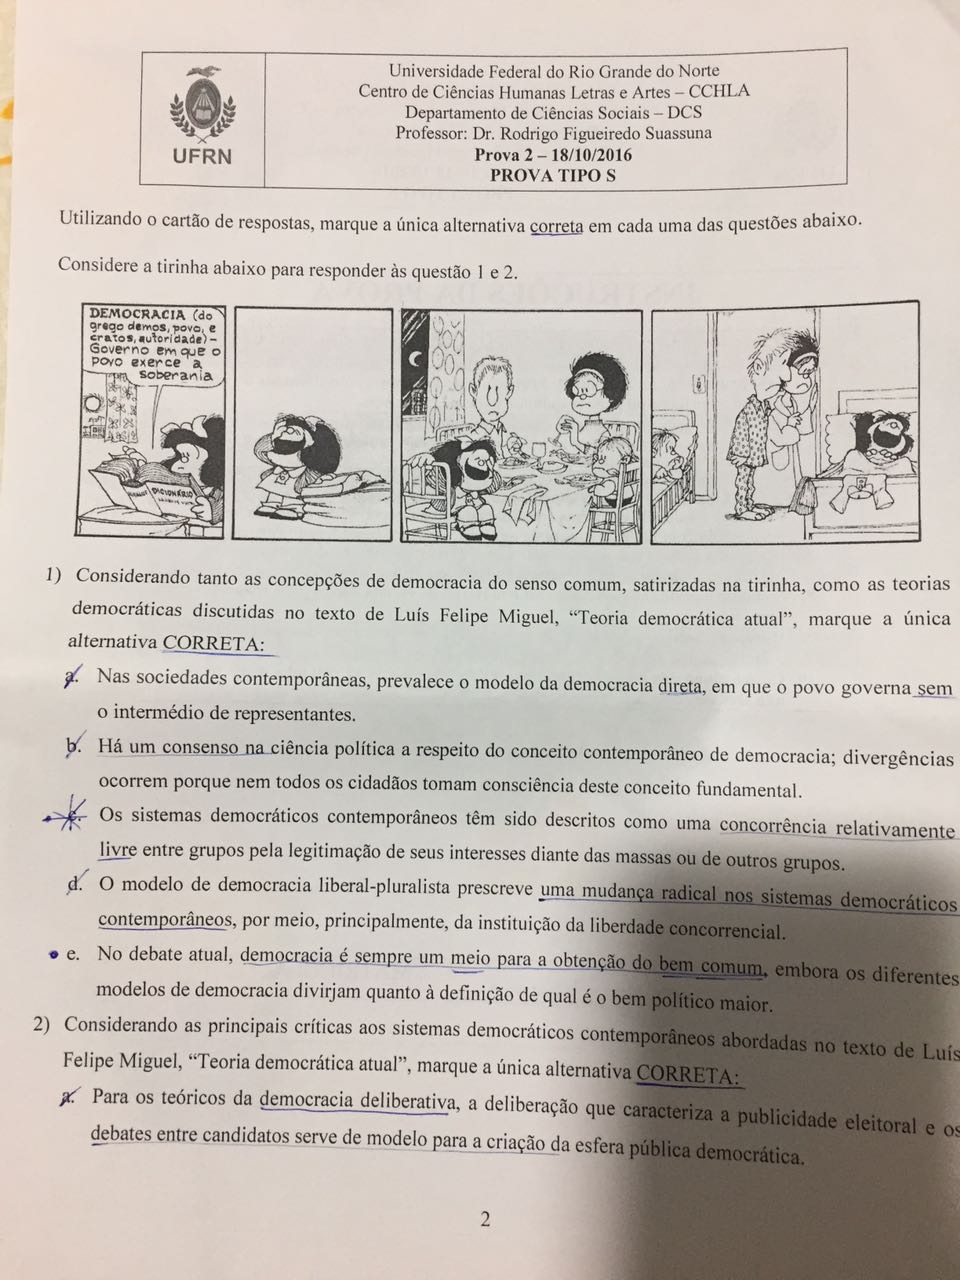 Universidade Federal do Rio Grande do Norte
Centro de Ciências Humanas Letras e Artes – CCHLA
Departamento de Ciências Sociais – DCS
Professor: Dr. Rodrigo Figueiredo Suassuna
Prova 2 – 18/10/2016
PROVA TIPO S
UFRN
Utilizando o cartão de respostas, marque a única alternativa correta em cada uma das questões abaixo.
Considere a tirinha abaixo para responder às questão 1 e 2.
DEMOCRACIA (do
grego demos, povo, e
cratos, autoridade) -
Governo em que o
povo exerce a
soberania
DICIONÁRIO
1) Considerando tanto as concepções de democracia do senso comum, satirizadas na tirinha, como as teorias
democráticas discutidas no texto de Luís Felipe Miguel, “Teoria democrática atual”, marque a única
alternativa CORRETA:
a. Nas sociedades contemporâneas, prevalece o modelo da democracia direta, em que o povo governa sem
o intermédio de representantes.
b. Há um consenso na ciência política a respeito do conceito contemporâneo de democracia; divergências
ocorrem porque nem todos os cidadãos tomam consciência deste conceito fundamental.
c. Os sistemas democráticos contemporâneos têm sido descritos como uma concorrência relativamente
livre entre grupos pela legitimação de seus interesses diante das massas ou de outros grupos.
d. O modelo de democracia liberal-pluralista prescreve uma mudança radical nos sistemas democráticos
contemporâneos, por meio, principalmente, da instituição da liberdade concorrencial.
e. No debate atual, democracia é sempre um meio para a obtenção do bem comum, embora os diferentes
modelos de democracia divirjam quanto à definição de qual é o bem político maior.
2) Considerando as principais críticas aos sistemas democráticos contemporâneos abordadas no texto de Luís
Felipe Miguel, “Teoria democrática atual”, marque a única alternativa CORRETA:
a. Para os teóricos da democracia deliberativa, a deliberação que caracteriza a publicidade eleitoral e os
debates entre candidatos serve de modelo para a criação da esfera pública democrática.
2